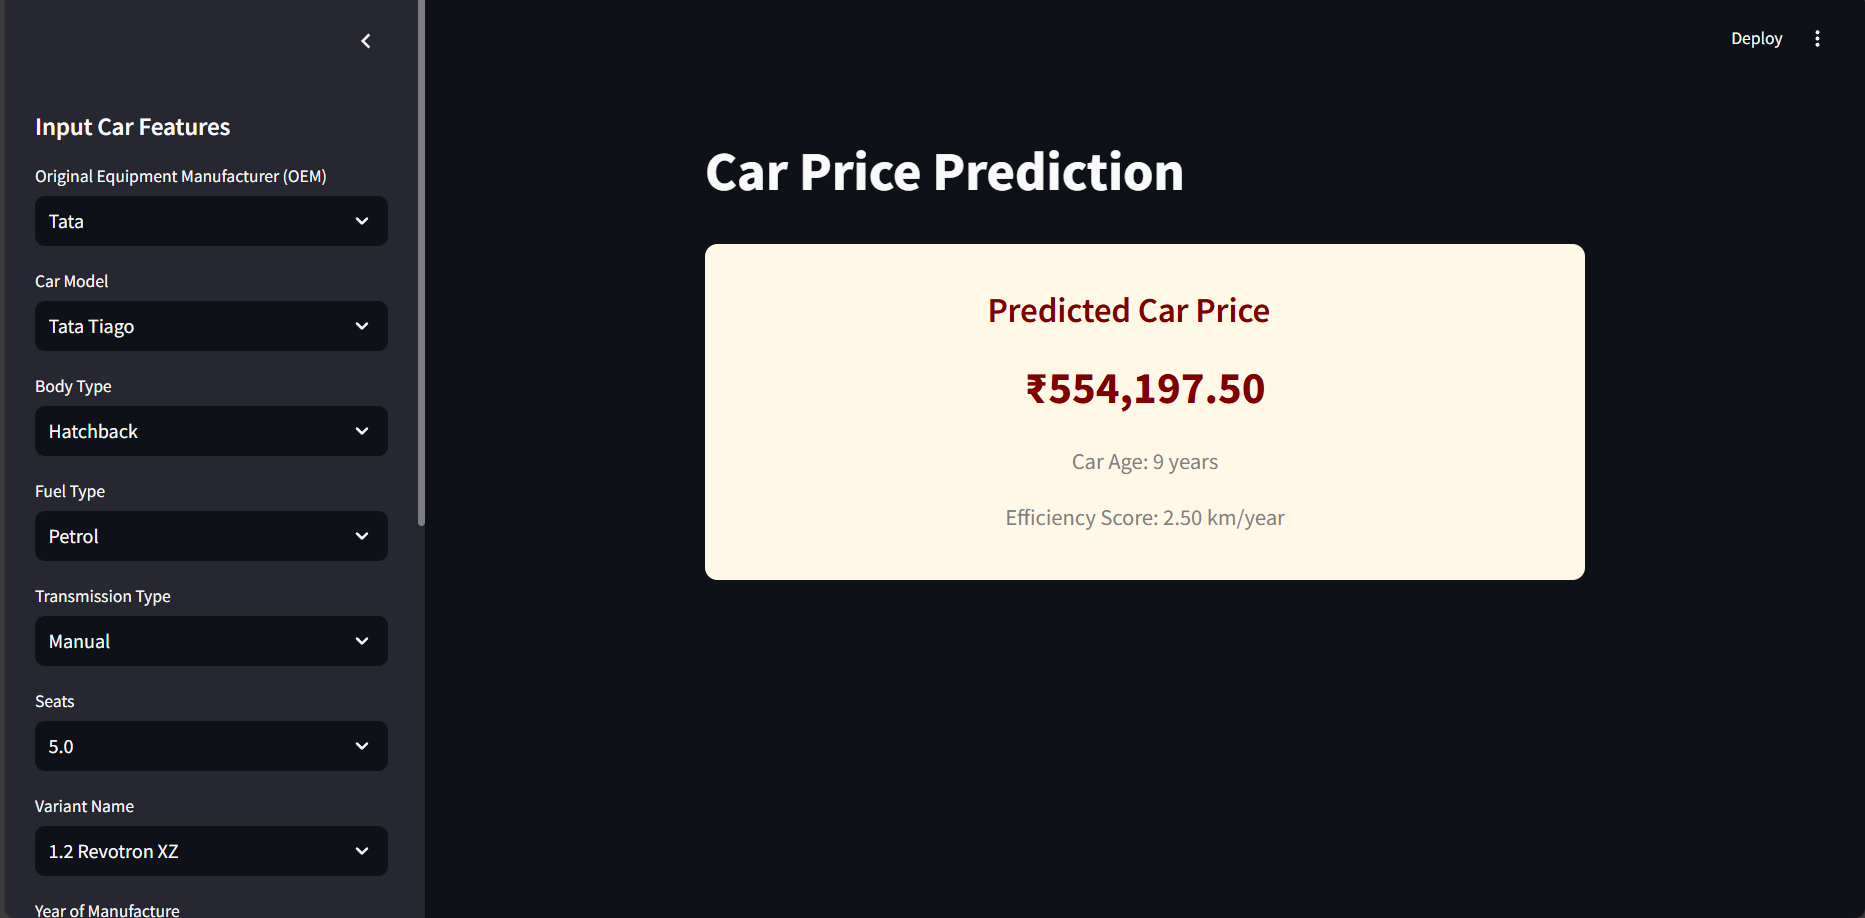 Input Car Features
Original Equipment Manufacturer (OEM)
Tata
Car Model
Tata Tiago
Body Type
Hatchback
Fuel Type
Petrol
Transmission Type
Manual
Seats
5.0
Variant Name
1.2 Revotron XZ
Year of Manufacture
Deploy
Car Price Prediction
Predicted Car Price
₹554,197.50
Car Age: 9 years
Efficiency Score: 2.50 km/year